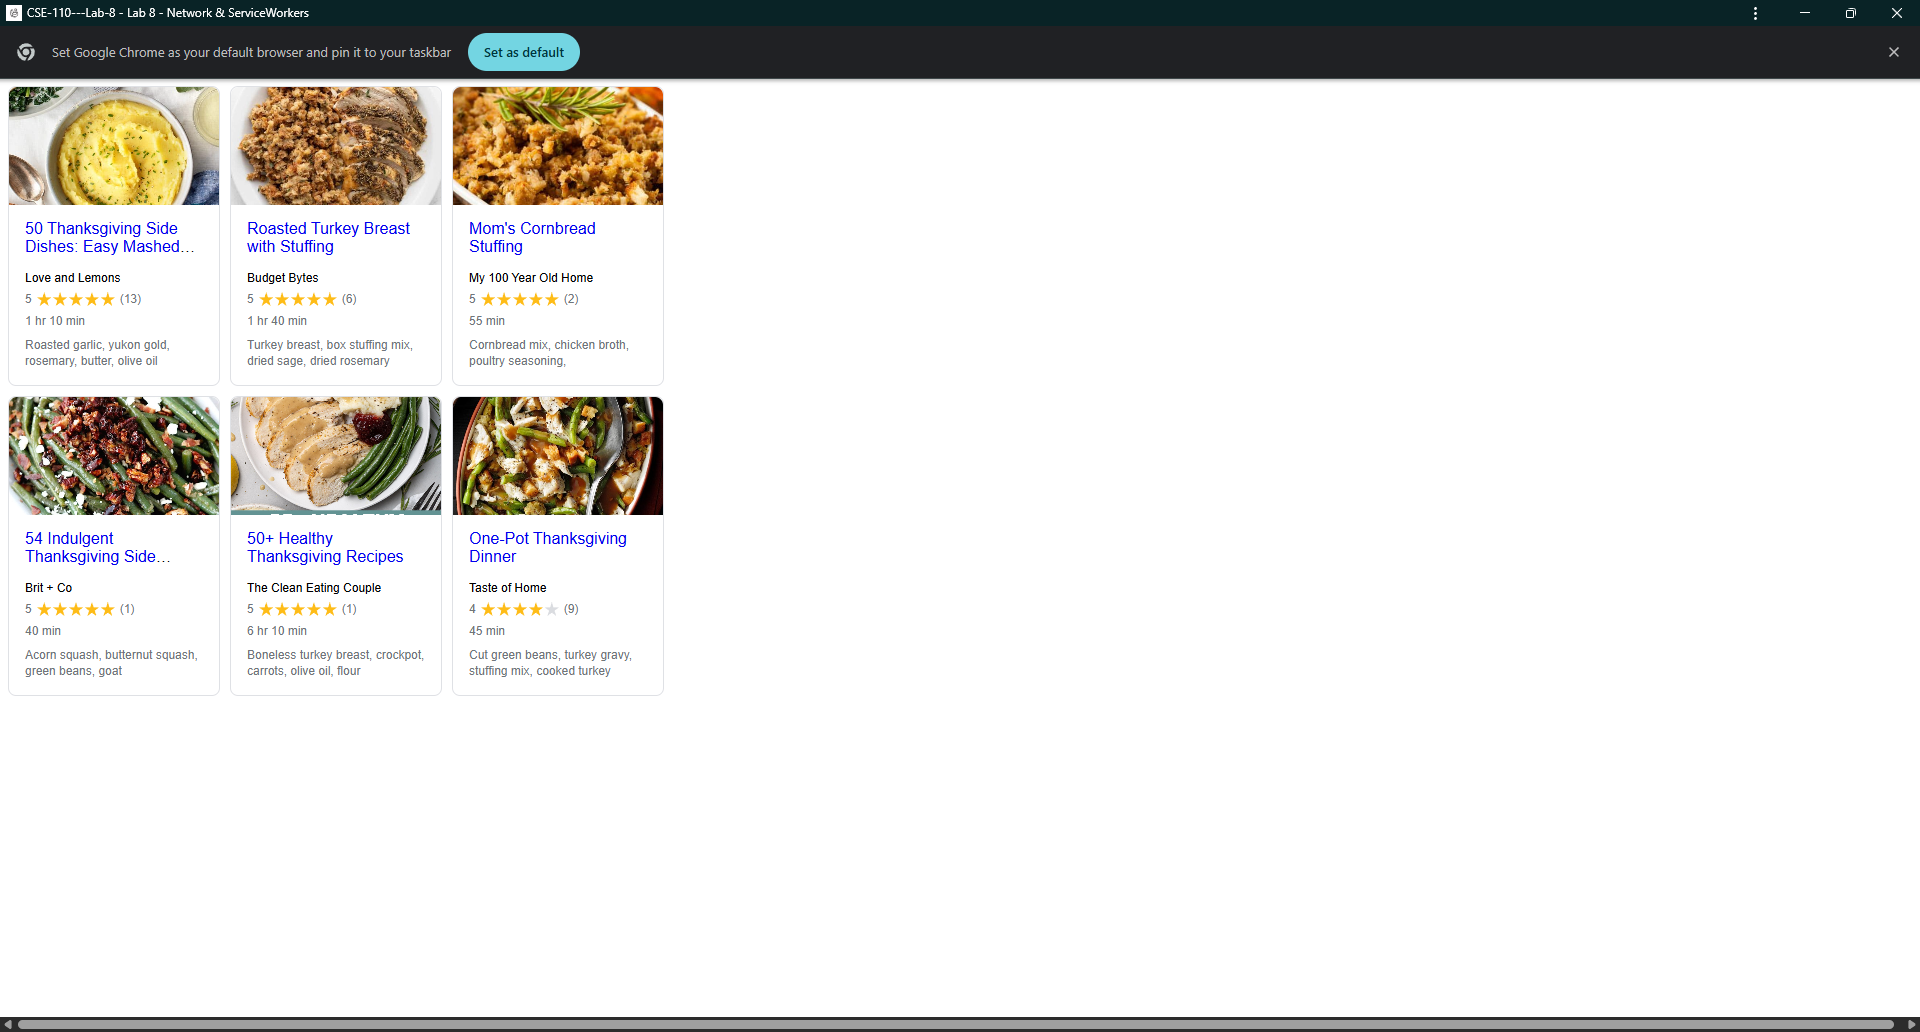 CSE-110---Lab-8 - Lab 8 - Network & ServiceWorkers
Set Google Chrome as your default browser and pin it to your taskbar
Set as default
50 Thanksgiving Side
Dishes: Easy Mashed…
Love and Lemons
5 ★★★★★ (13)
1 hr 10 min
Roasted garlic, yukon gold,
rosemary, butter, olive oil
Roasted Turkey Breast
with Stuffing
Budget Bytes
5 ★★★★★ (6)
1 hr 40 min
Turkey breast, box stuffing mix,
dried sage, dried rosemary
Mom's Cornbread
Stuffing
My 100 Year Old Home
5 ★★★★★ (2)
55 min
Cornbread mix, chicken broth,
poultry seasoning,
54 Indulgent
Thanksgiving Side…
Brit + Co
5 ★★★★★ (1)
40 min
Acorn squash, butternut squash,
green beans, goat
50+ Healthy
Thanksgiving Recipes
The Clean Eating Couple
5 ★★★★★ (1)
6 hr 10 min
Boneless turkey breast, crockpot,
carrots, olive oil, flour
One-Pot Thanksgiving
Dinner
Taste of Home
4 ★★★★★ (9)
45 min
Cut green beans, turkey gravy,
stuffing mix, cooked turkey